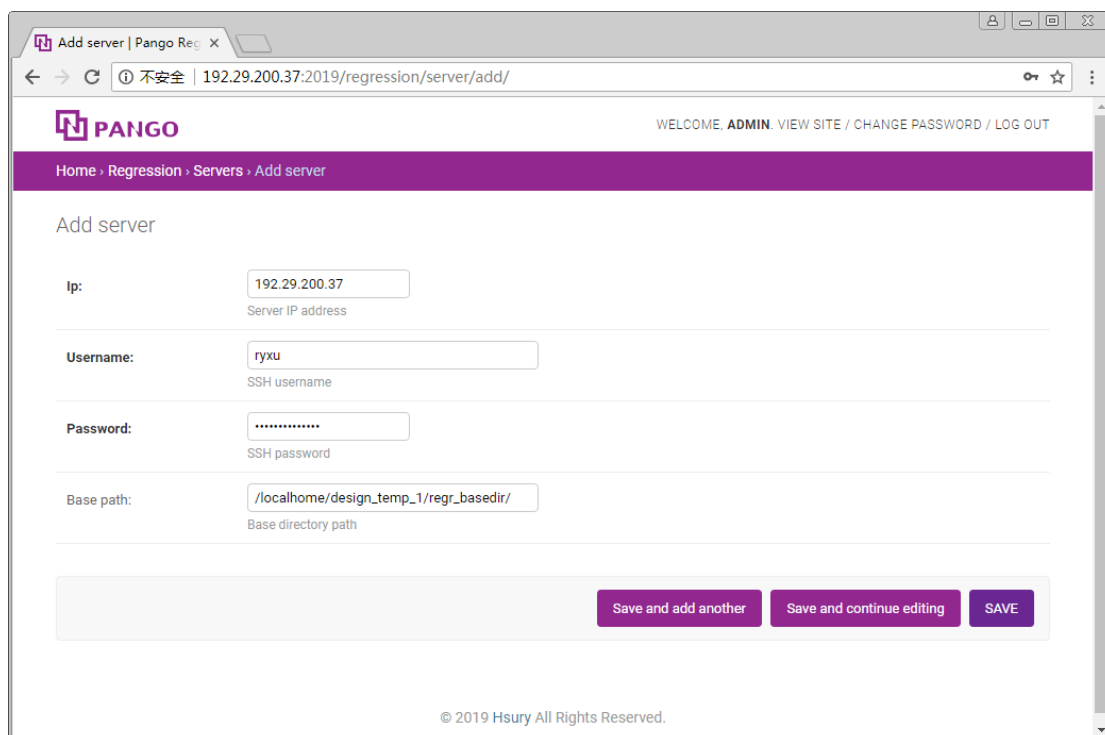 Add server | Pango Reg
不安全 | 192.29.200.37:2019/regression/server/add/
PANGO
WELCOME, ADMIN. VIEW SITE / CHANGE PASSWORD / LOG OUT
Home › Regression › Servers › Add server
Add server
Ip:
192.29.200.37
Server IP address
Username:
ryxu
SSH username
Password:
••••••••••••••
SSH password
Base path:
/localhome/design_temp_1/regr_basedir/
Base directory path
Save and add another
Save and continue editing
SAVE
© 2019 Hsury All Rights Reserved.